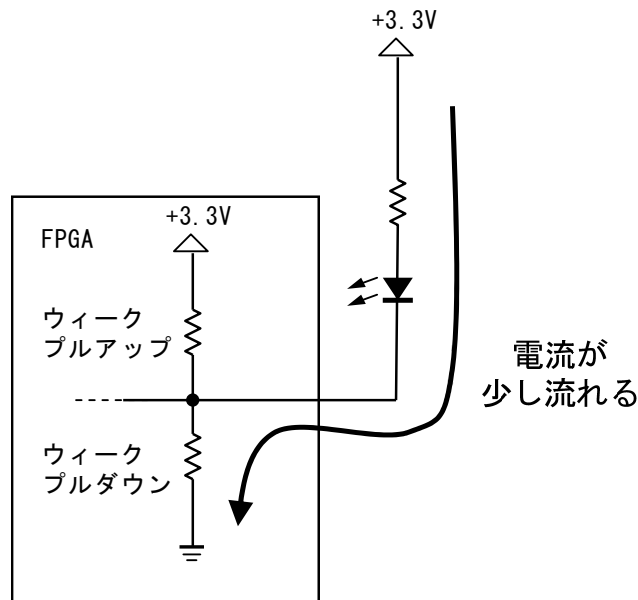 +3.3V
+3.3V
FPGA
ウィーク
プルアップ
電流が
少し流れる
ウィーク
プルダウン